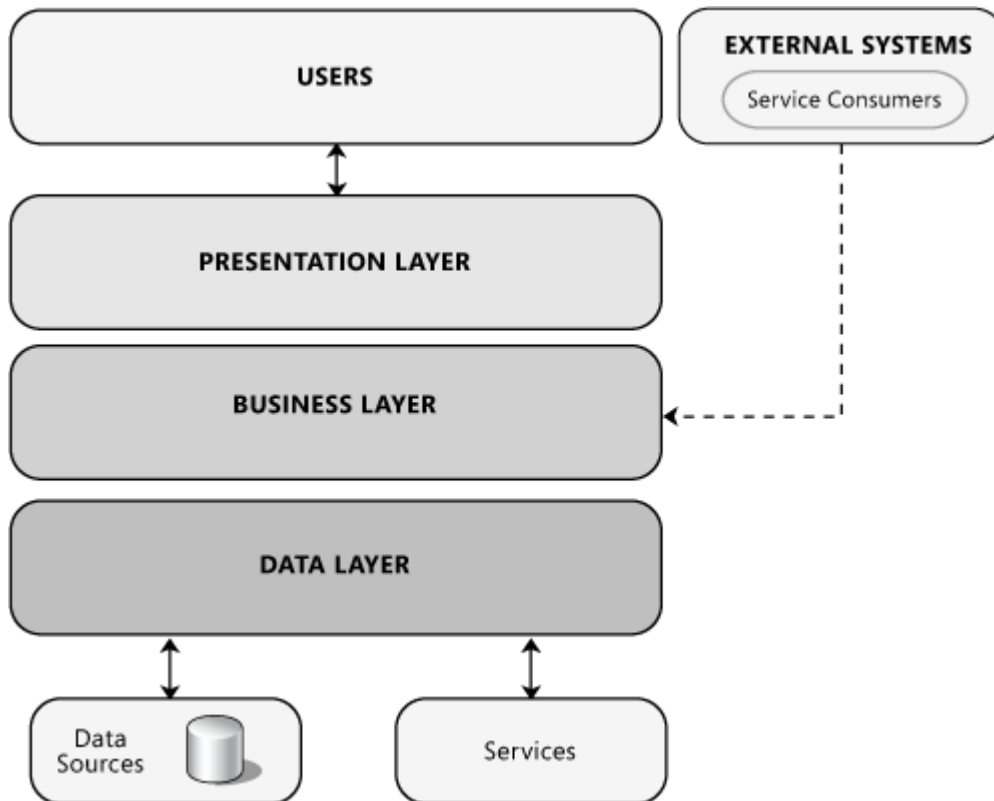 USERS
EXTERNAL SYSTEMS
Service Consumers
PRESENTATION LAYER
BUSINESS LAYER
DATA LAYER
Data
Sources
Services